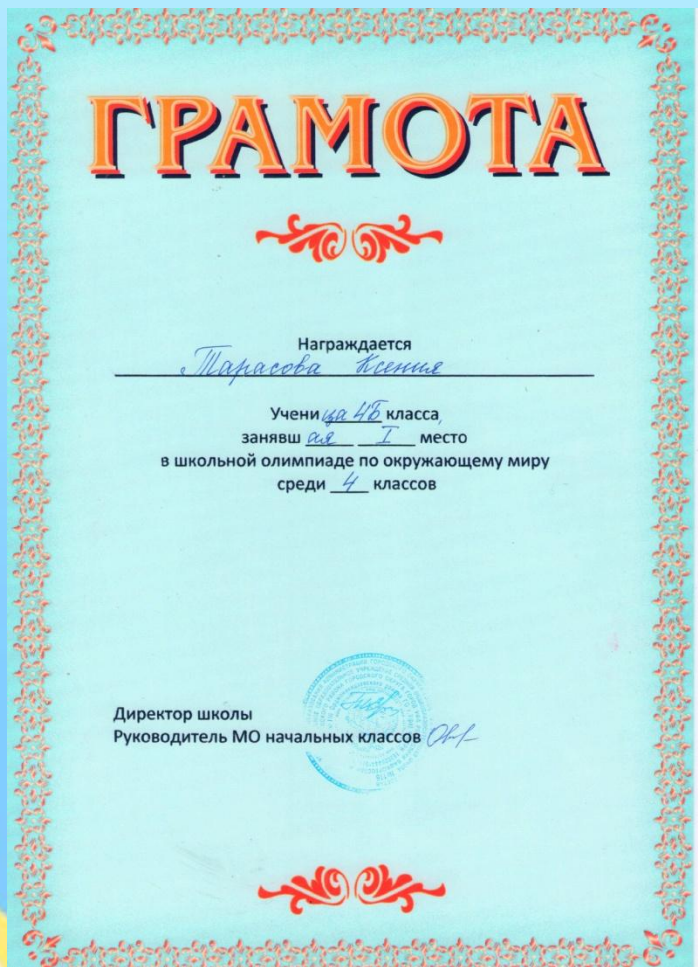 ГРАМОТА
Награждается
Тарасова Ксения
Ученица 4Б класса,
занявшая I место
в школьной олимпиаде по окружающему миру
среди 4 классов
Директор школы
Руководитель МО начальных классов